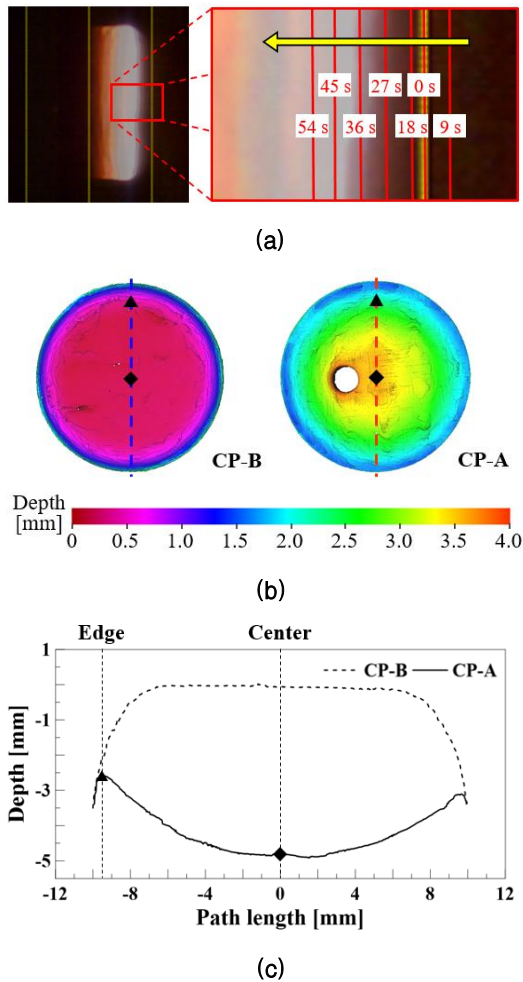 45 s 27 s 0 s
54 s 36 s 18 s 9 s
(a)
CP-B CP-A
Depth
[mm]
0 0.5 1.0 1.5 2.0 2.5 3.0 3.5 4.0
(b)
Edge Center
CP-B CP-A
1
-1
-3
-5
Depth [mm]
-12 -8 -4 0 4 8 12
Path length [mm]
(c)